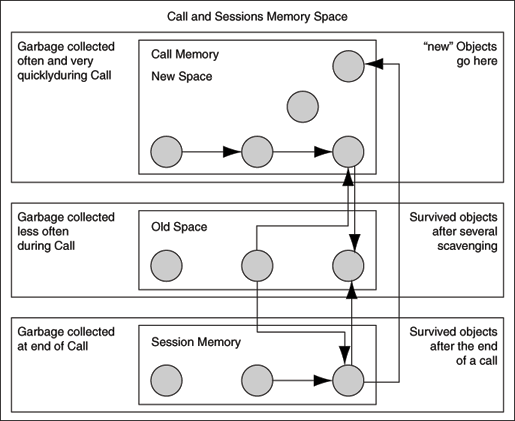 Call and Sessions Memory Space
Garbage collected
often and very
quicklyduring Call
Call Memory
New Space
“new” Objects
go here
Garbage collected
less often
during Call
Old Space
Survived objects
after several
scavenging
Garbage collected
at end of Call
Session Memory
Survived objects
after the end
of a call